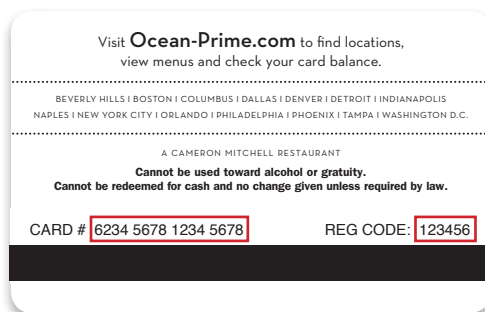 Visit Ocean-Prime.com to find locations,
view menus and check your card balance.
BEVERLY HILLS I BOSTON I COLUMBUS I DALLAS I DENVER I DETROIT I INDIANAPOLIS
NAPLES I NEW YORK CITY I ORLANDO I PHILADELPHIA I PHOENIX I TAMPA I WASHINGTON D.C.
A CAMERON MITCHELL RESTAURANT
Cannot be used toward alcohol or gratuity.
Cannot be redeemed for cash and no change given unless required by law.
CARD # 6234 5678 1234 5678 REG CODE: 123456